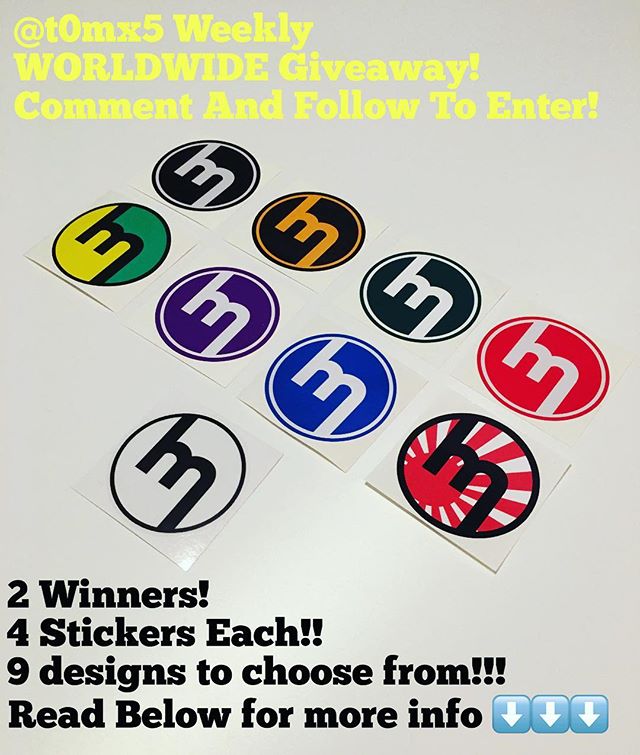 @t0mx5 Weekly
WORLDWIDE Giveaway!
Comment And Follow To Enter!
2 Winners!
4 Stickers Each!!
9 designs to choose from!!!
Read Below for more info ⬇️⬇️⬇️